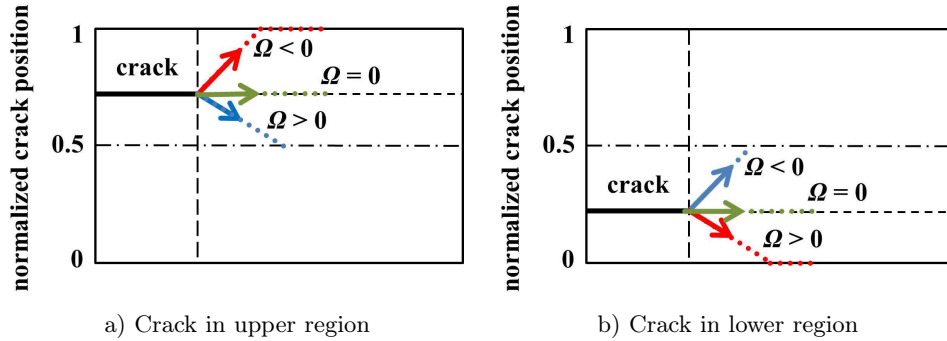 normalized crack position
1
0.5
0
crack
Ω < 0
Ω = 0
Ω > 0
a) Crack in upper region
normalized crack position
1
0.5
0
crack
Ω < 0
Ω = 0
Ω > 0
b) Crack in lower region